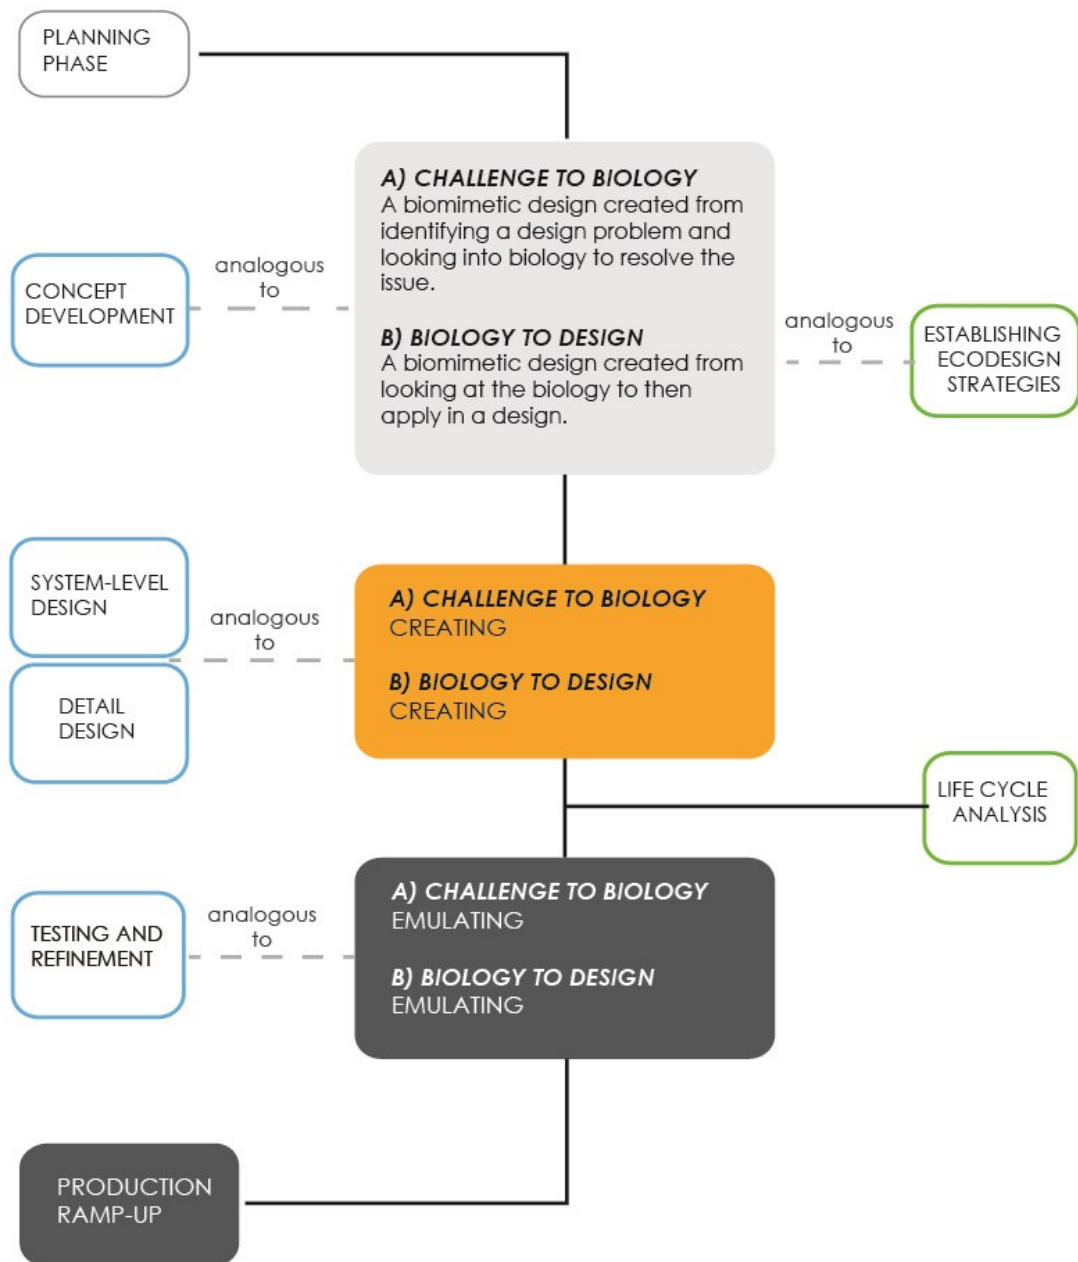 PLANNING
PHASE
A) CHALLENGE TO BIOLOGY
A biomimetic design created from
identifying a design problem and
looking into biology to resolve the
issue.
B) BIOLOGY TO DESIGN
A biomimetic design created from
looking at the biology to then
apply in a design.
analogous
to
CONCEPT
DEVELOPMENT
analogous
to
ESTABLISHING
ECODESIGN
STRATEGIES
SYSTEM-LEVEL
DESIGN
DETAIL
DESIGN
analogous
to
A) CHALLENGE TO BIOLOGY
CREATING
B) BIOLOGY TO DESIGN
CREATING
LIFE CYCLE
ANALYSIS
TESTING AND
REFINEMENT
analogous
to
A) CHALLENGE TO BIOLOGY
EMULATING
B) BIOLOGY TO DESIGN
EMULATING
PRODUCTION
RAMP-UP